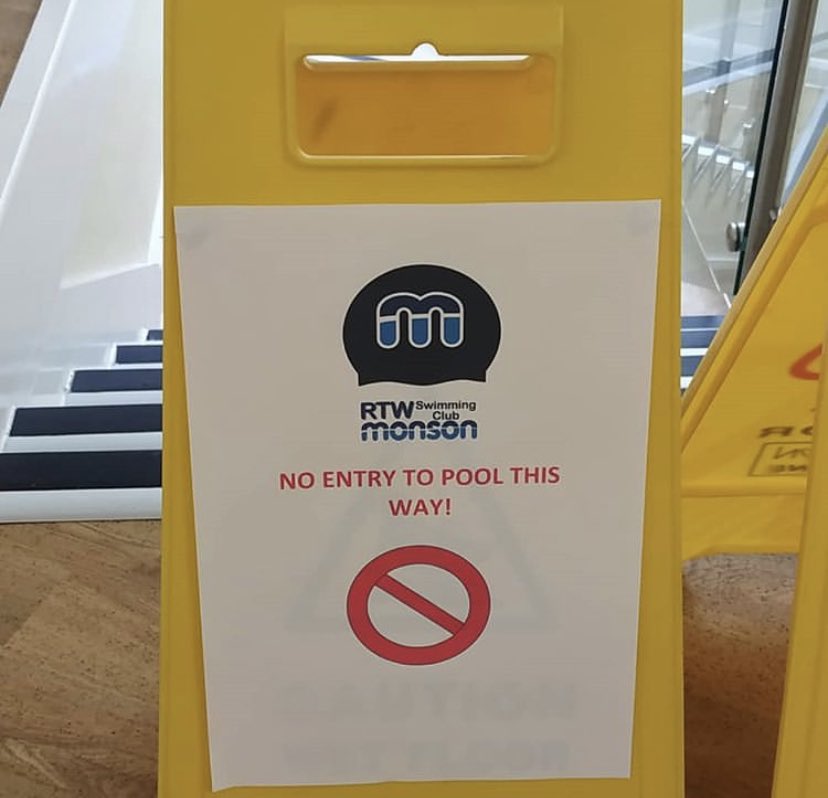 m
RTW Swimming
Club
monson
NO ENTRY TO POOL THIS
WAY!